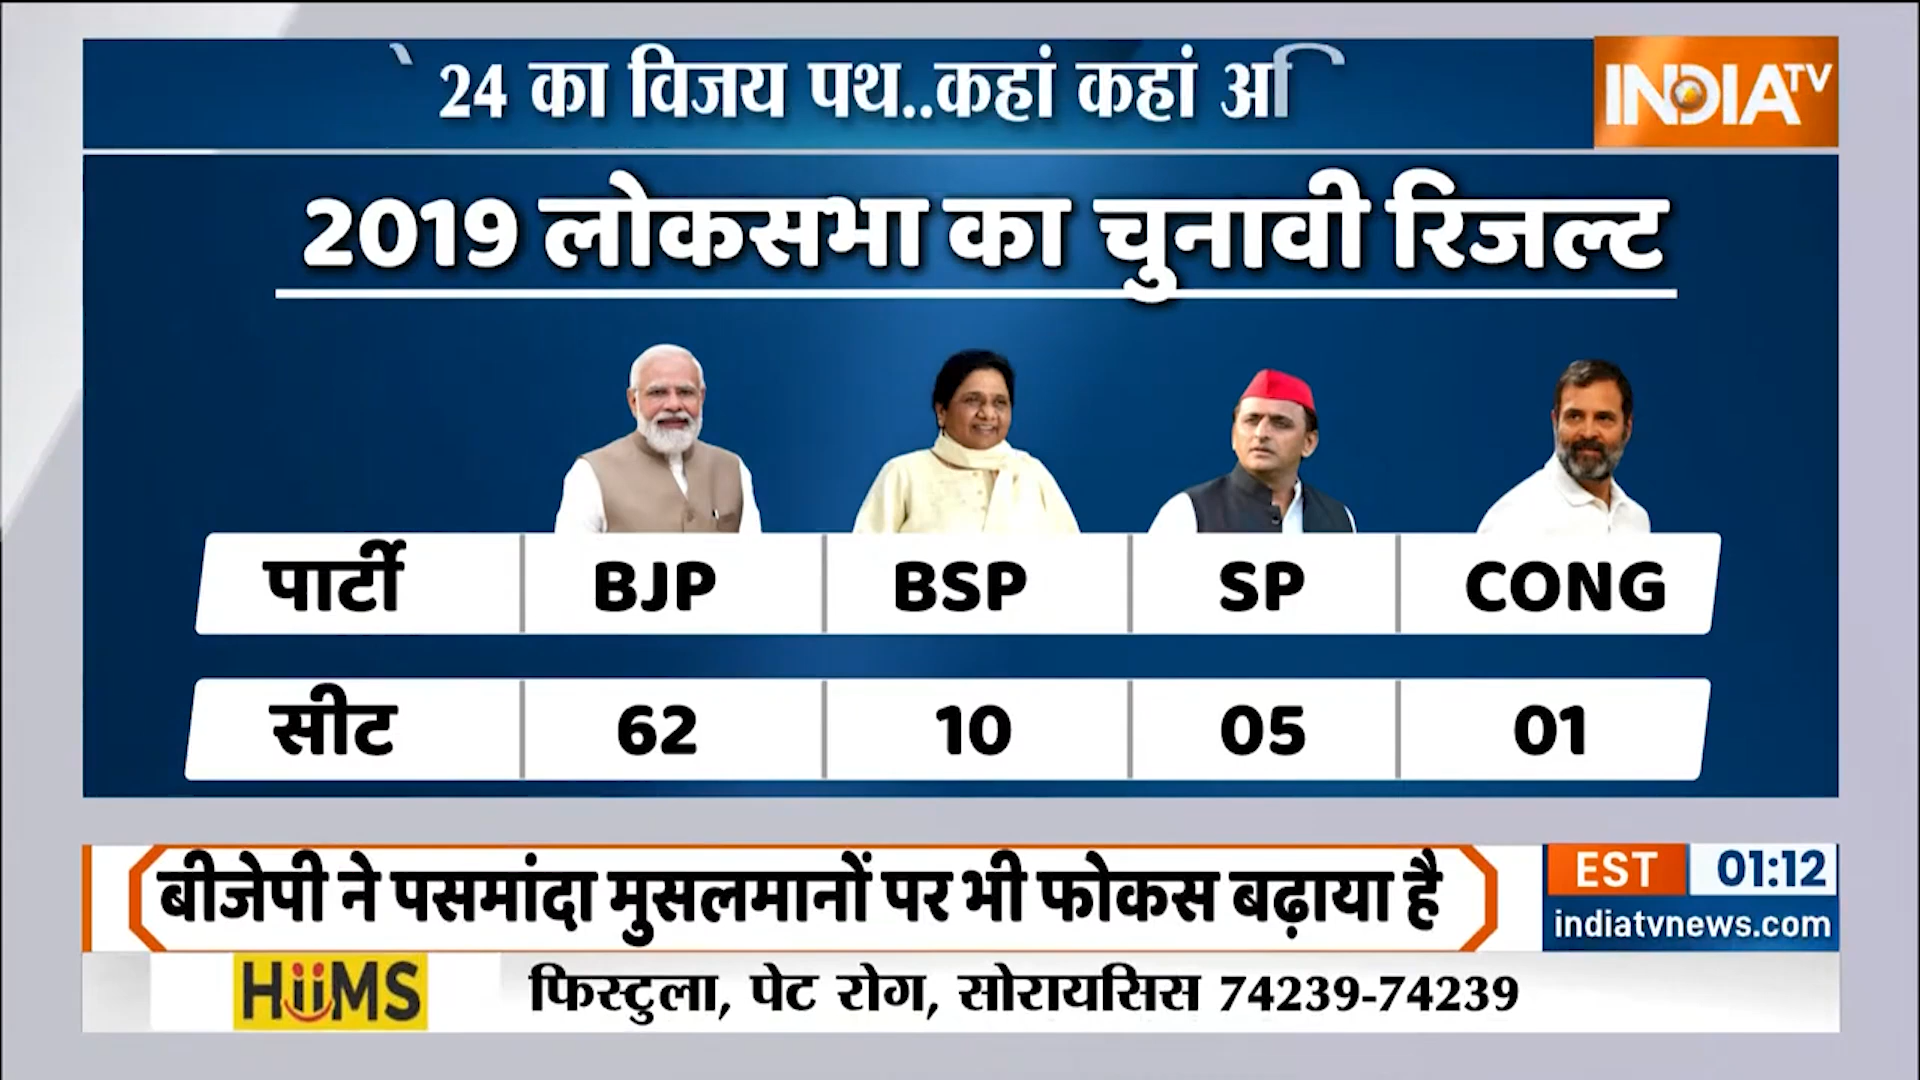 24 का विजय पथ..कहां कहां
INDIA TV
2019 लोकसभा का चुनावी रिजल्ट
पार्टी BJP BSP SP CONG
सीट 62 10 05 01
बीजेपी ने पसमांदा मुसलमानों पर भी फोकस बढ़ाया है
EST 01:12
indiatvnews.com
HiiMS फिस्टुला, पेट रोग, सोरायसिस 74239-74239